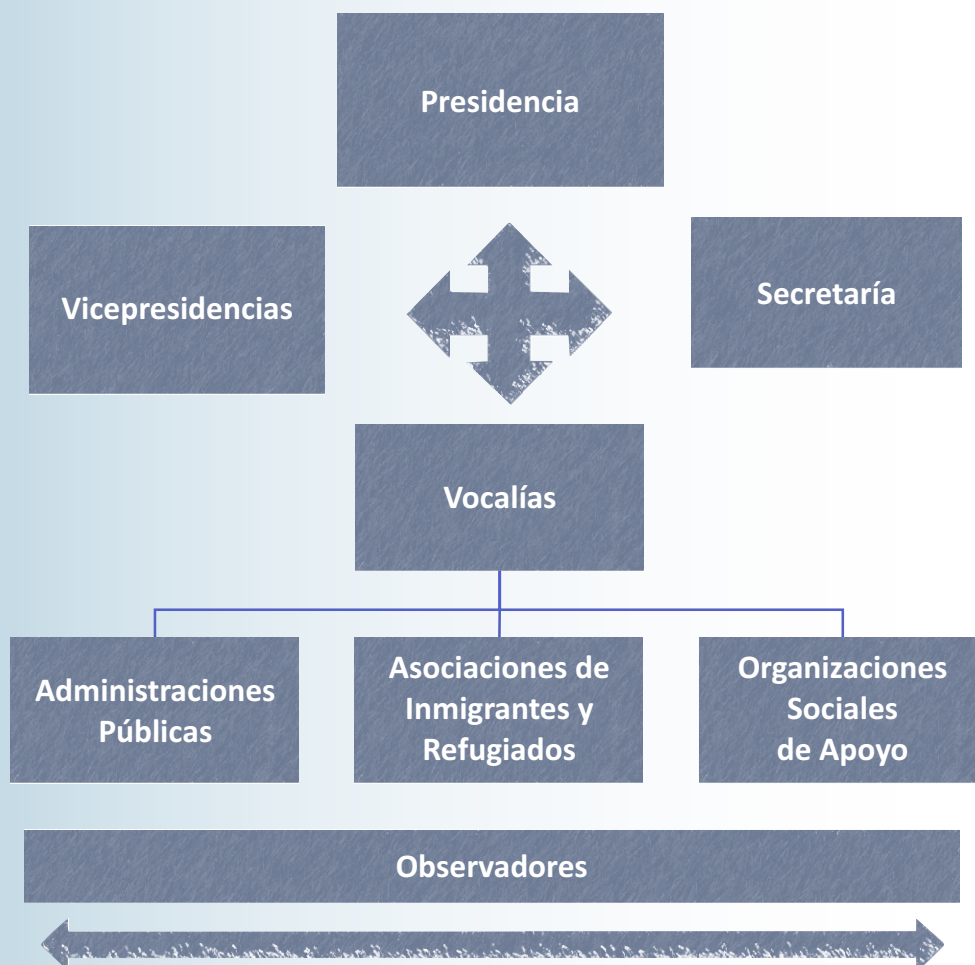 Presidencia
Vicepresidencias
Secretaría
Vocalías
Administraciones
Públicas
Asociaciones de
Inmigrantes y
Refugiados
Organizaciones
Sociales
de Apoyo
Observadores